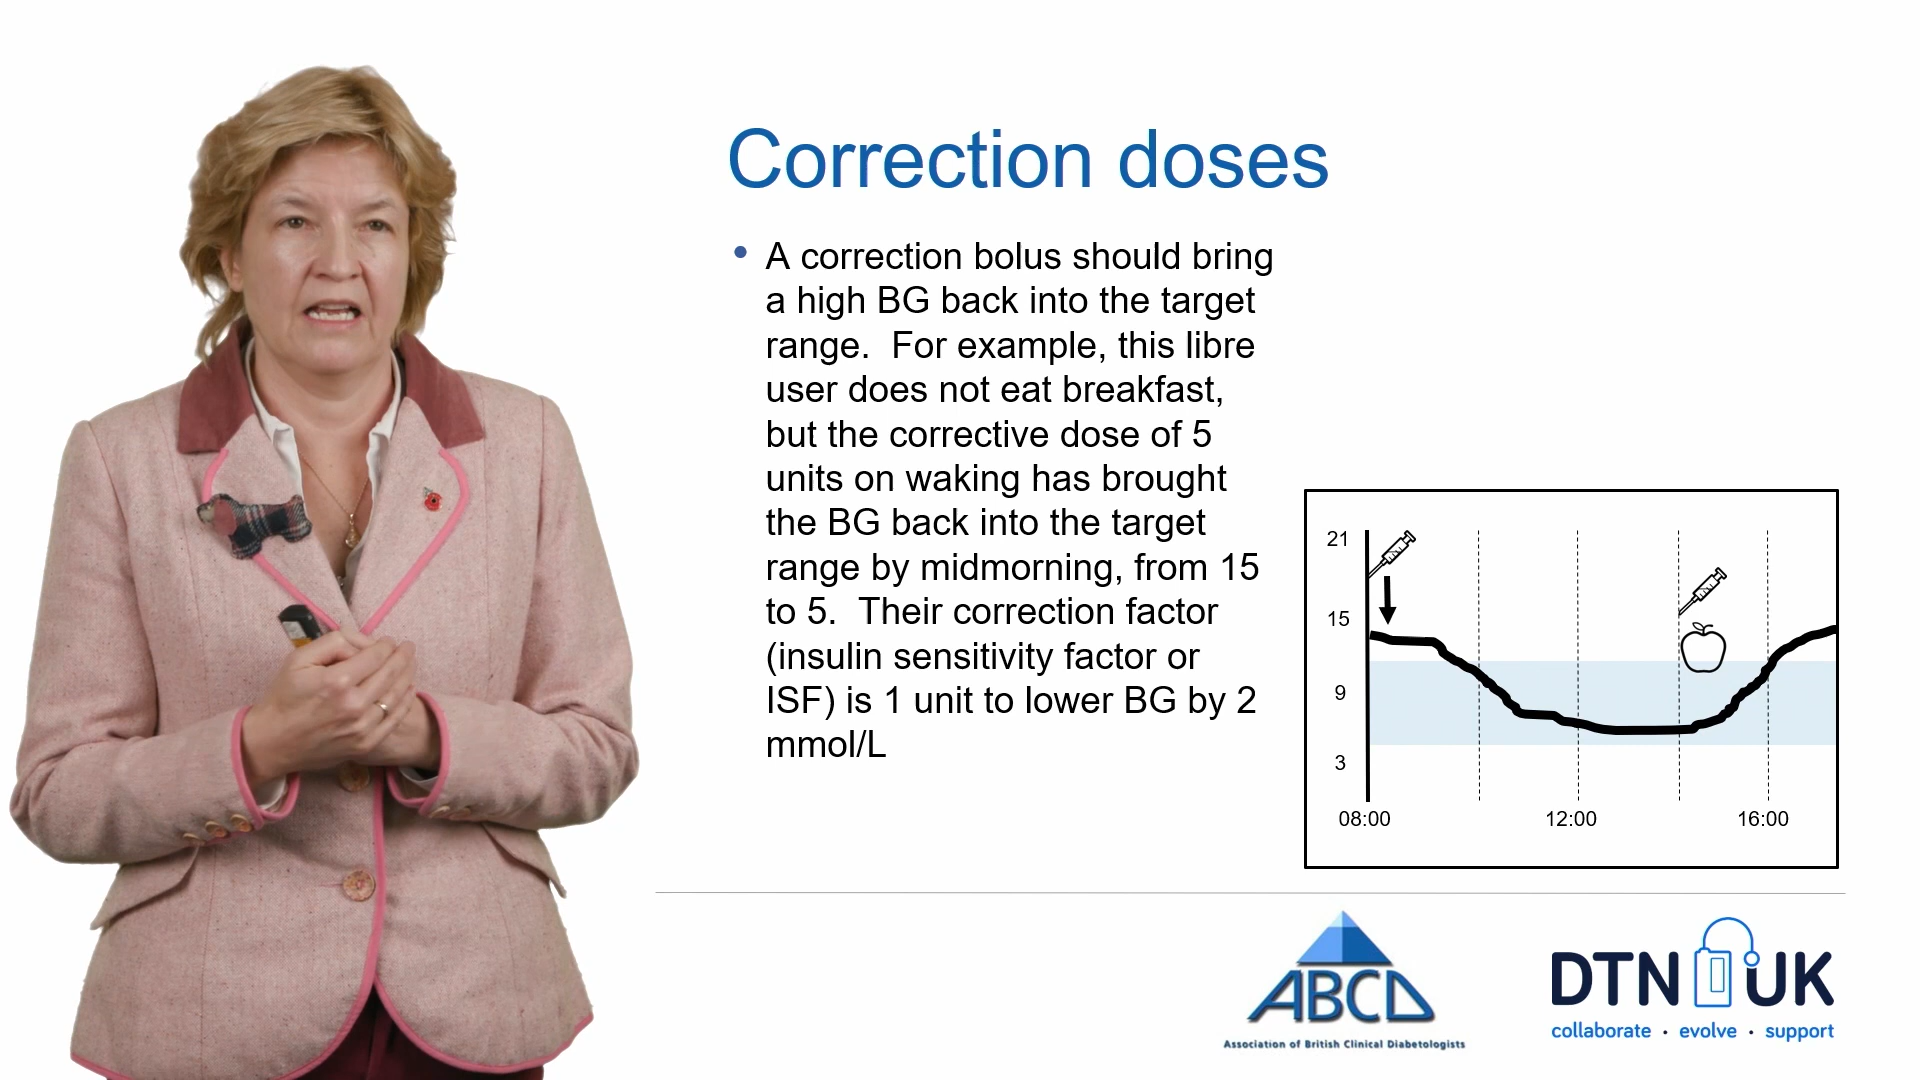 Correction doses
• A correction bolus should bring
a high BG back into the target
range.  For example, this libre
user does not eat breakfast,
but the corrective dose of 5
units on waking has brought
the BG back into the target
range by midmorning, from 15
to 5.  Their correction factor
(insulin sensitivity factor or
ISF) is 1 unit to lower BG by 2
mmol/L
21
15
9
3
08:00 12:00 16:00
ABCD
Association of British Clinical Diabetologists
DTN UK
collaborate · evolve · support